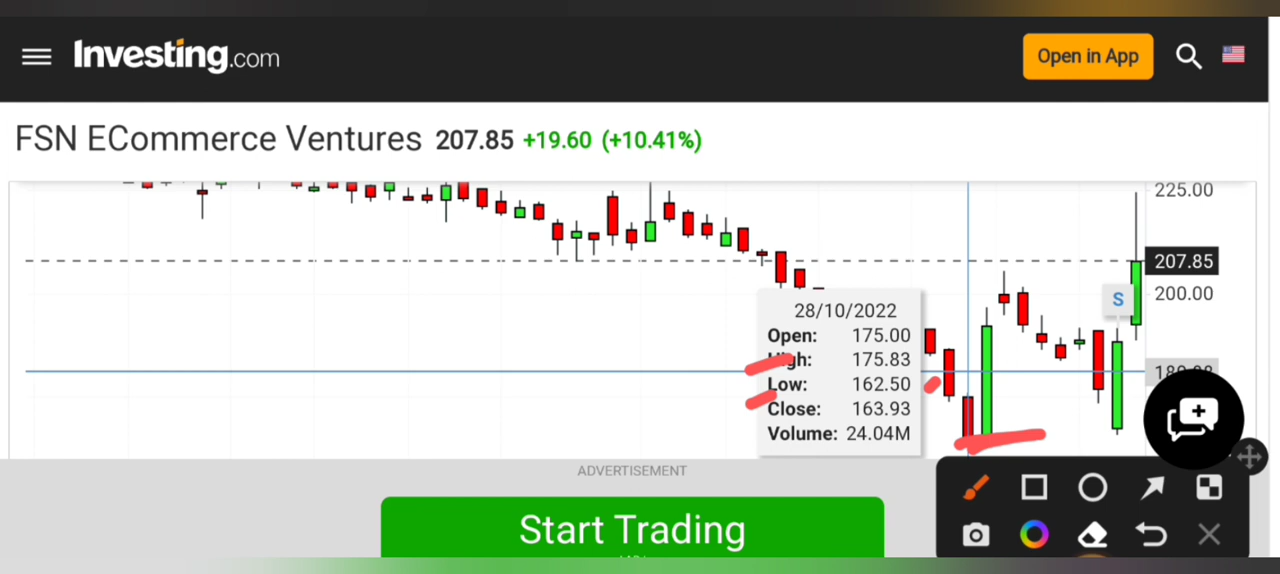 Investing.com
Open in App
FSN ECommerce Ventures 207.85 +19.60 (+10.41%)
225.00
207.85
200.00
S
28/10/2022
Open: 175.00
High: 175.83
Low: 162.50
Close: 163.93
Volume: 24.04M
ADVERTISEMENT
Start Trading